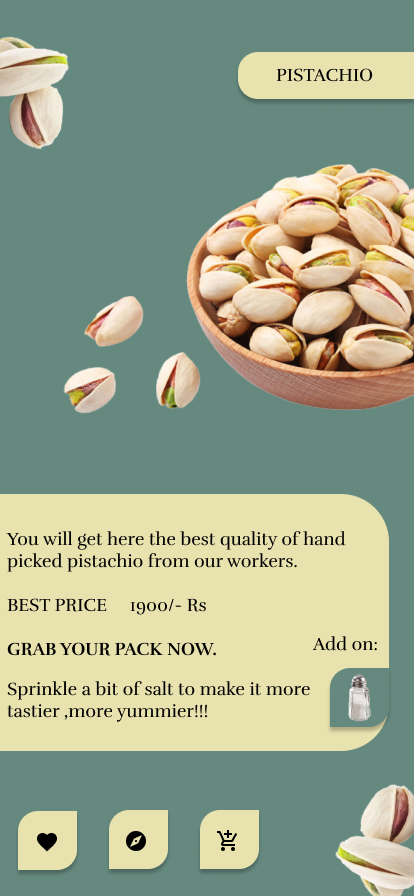 PISTACHIO
You will get here the best quality of hand
picked pistachio from our workers.
BEST PRICE 1900/- Rs
GRAB YOUR PACK NOW.
Add on:
Sprinkle a bit of salt to make it more
tastier ,more yummier!!!